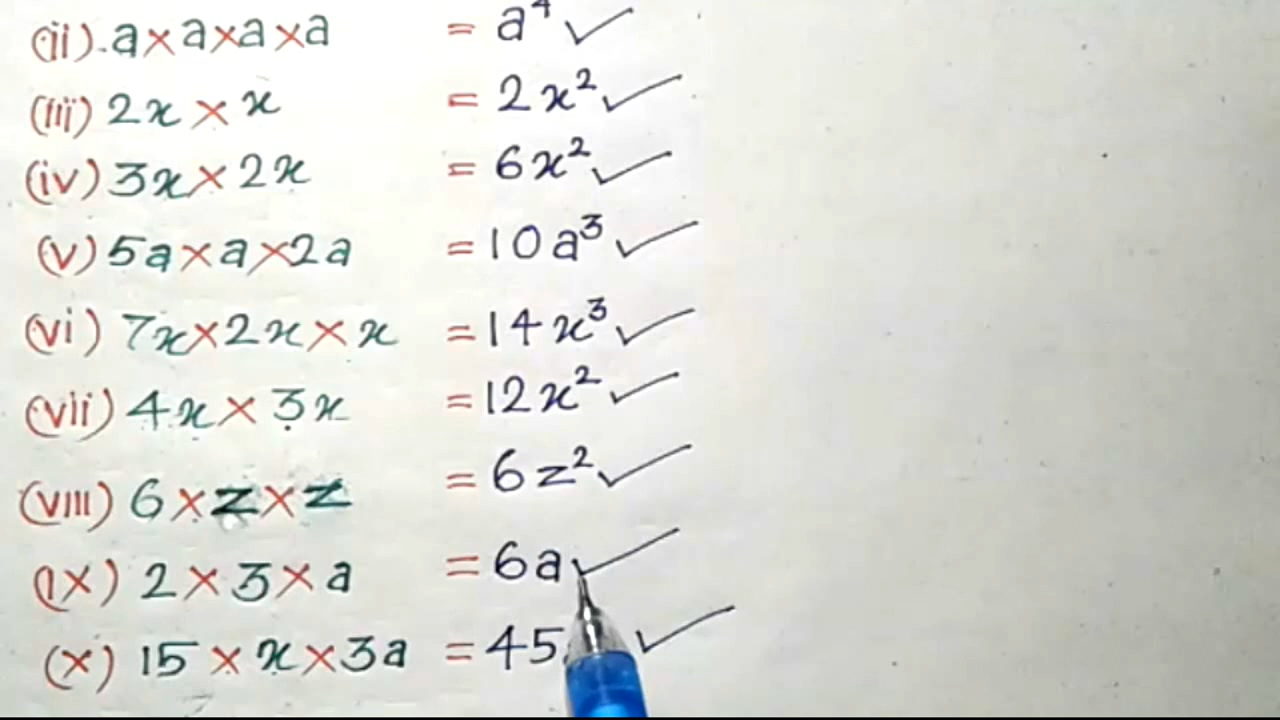 (ii) a×a×a×a = a⁴
(iii) 2x × x = 2x²
(iv) 3x × 2x = 6x²
(v) 5a×a×2a = 10a³
(vi) 7x×2x×x = 14x³
(vii) 4x × 3x = 12x²
(viii) 6×z×z = 6z²
(ix) 2×3×a = 6a
(x) 15×x×3a = 45